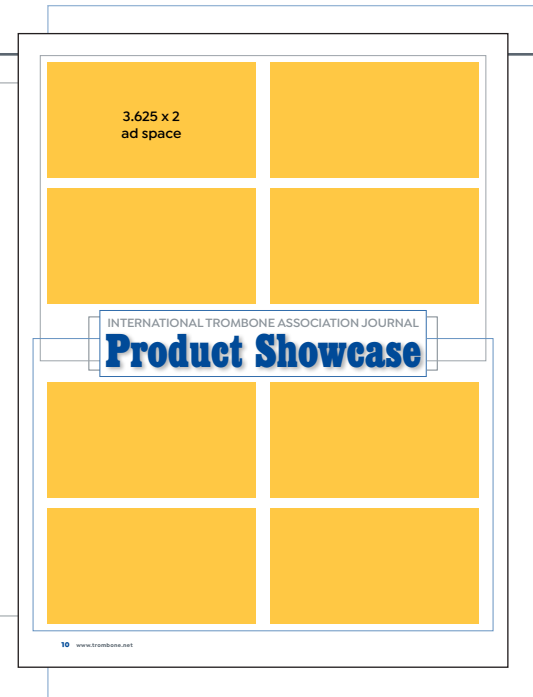 3.625 x 2
ad space
INTERNATIONAL TROMBONE ASSOCIATION JOURNAL
Product Showcase
10 www.trombone.net